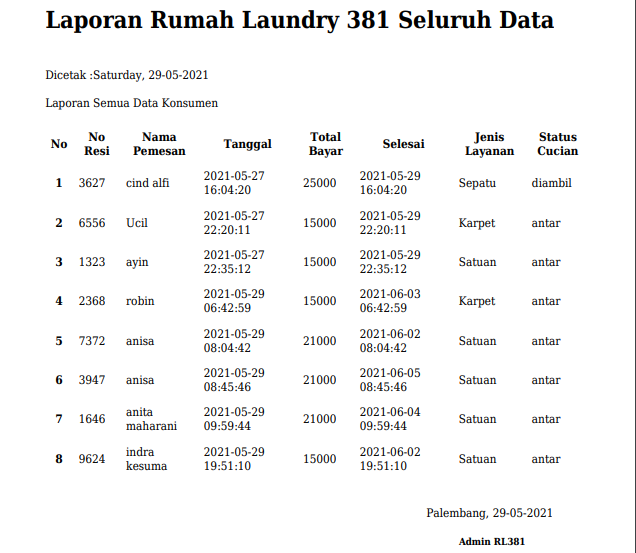 Laporan Rumah Laundry 381 Seluruh Data
Dicetak :Saturday, 29-05-2021
Laporan Semua Data Konsumen
No No Resi Nama Pemesan Tanggal Total Bayar Selesai Jenis Layanan Status Cucian
1 3627 cind alfi 2021-05-27 16:04:20 25000 2021-05-29 16:04:20 Sepatu diambil
2 6556 Ucil 2021-05-27 22:20:11 15000 2021-05-29 22:20:11 Karpet antar
3 1323 ayin 2021-05-27 22:35:12 15000 2021-05-29 22:35:12 Satuan antar
4 2368 robin 2021-05-29 06:42:59 15000 2021-06-03 06:42:59 Karpet antar
5 7372 anisa 2021-05-29 08:04:42 21000 2021-06-02 08:04:42 Satuan antar
6 3947 anisa 2021-05-29 08:45:46 21000 2021-06-05 08:45:46 Satuan antar
7 1646 anita maharani 2021-05-29 09:59:44 21000 2021-06-04 09:59:44 Satuan antar
8 9624 indra kesuma 2021-05-29 19:51:10 15000 2021-06-02 19:51:10 Satuan antar
Palembang, 29-05-2021
Admin RL381